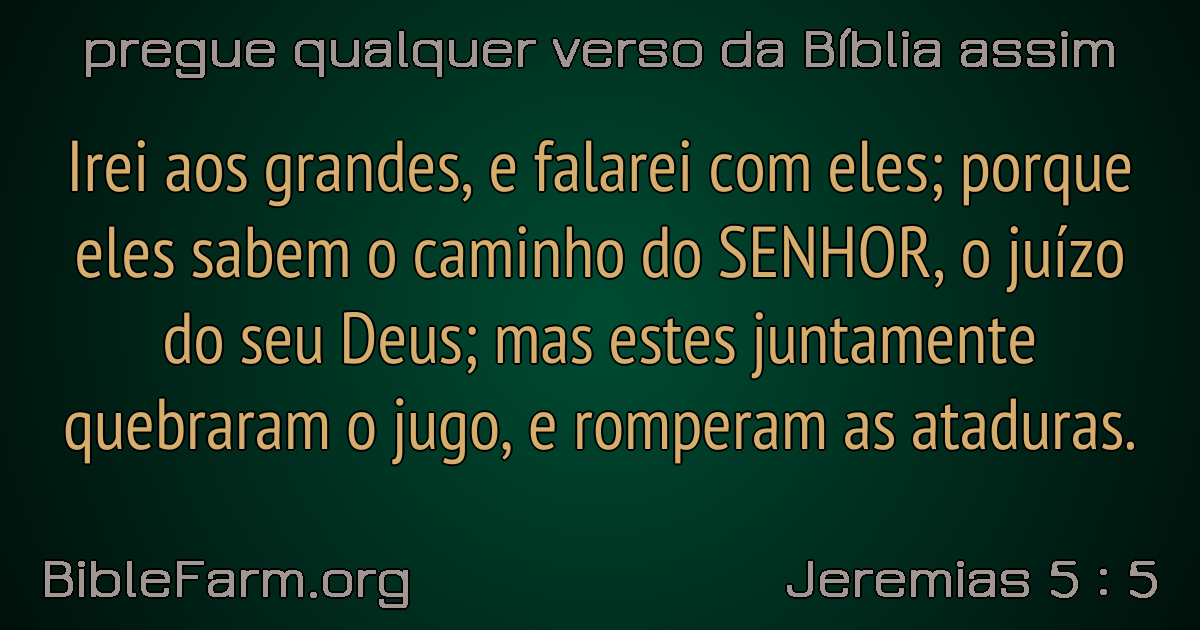 pregue qualquer verso da Bíblia assim
Irei aos grandes, e falarei com eles; porque
eles sabem o caminho do SENHOR, o juízo
do seu Deus; mas estes juntamente
quebraram o jugo, e romperam as ataduras.
BibleFarm.org
Jeremias 5 : 5